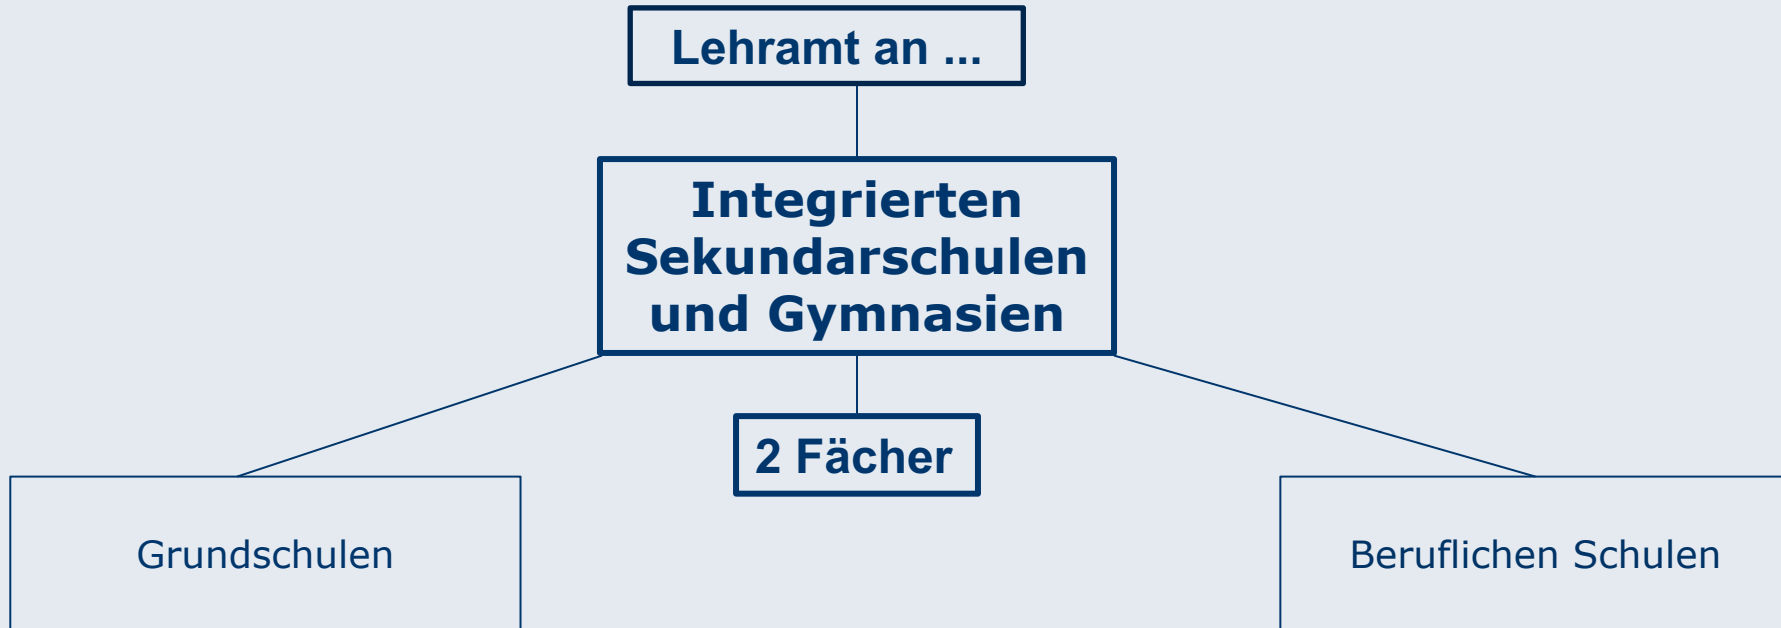 Lehramt an ...
Integrierten
Sekundarschulen
und Gymnasien
2 Fächer
Grundschulen
Beruflichen Schulen